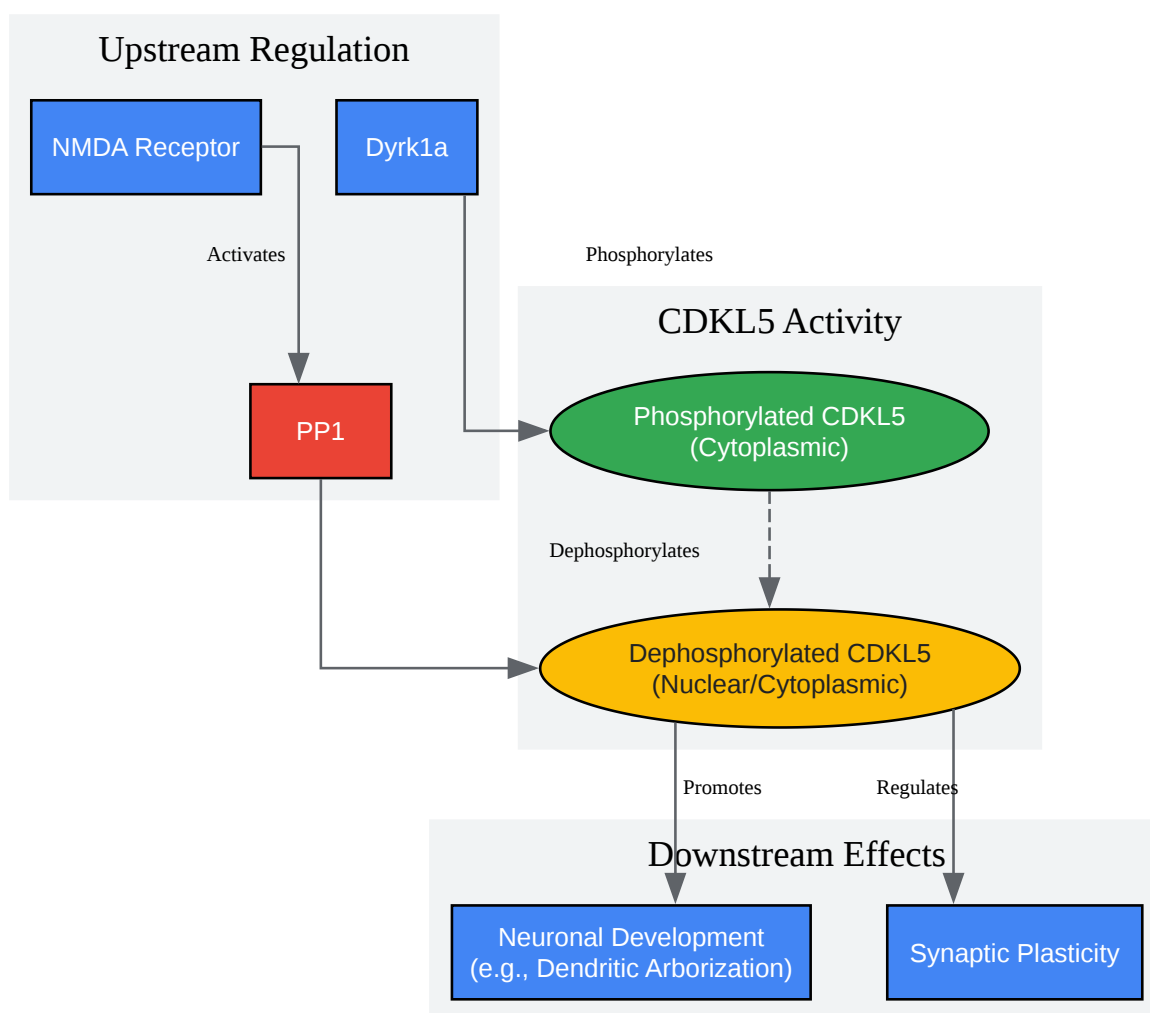 Upstream Regulation
NMDA Receptor
Dyrk1a
Activates
Phosphorylates
CDKL5 Activity
PP1
Phosphorylated CDKL5
(Cytoplasmic)
Dephosphorylates
Dephosphorylated CDKL5
(Nuclear/Cytoplasmic)
Promotes
Regulates
Downstream Effects
Neuronal Development
(e.g., Dendritic Arborization)
Synaptic Plasticity